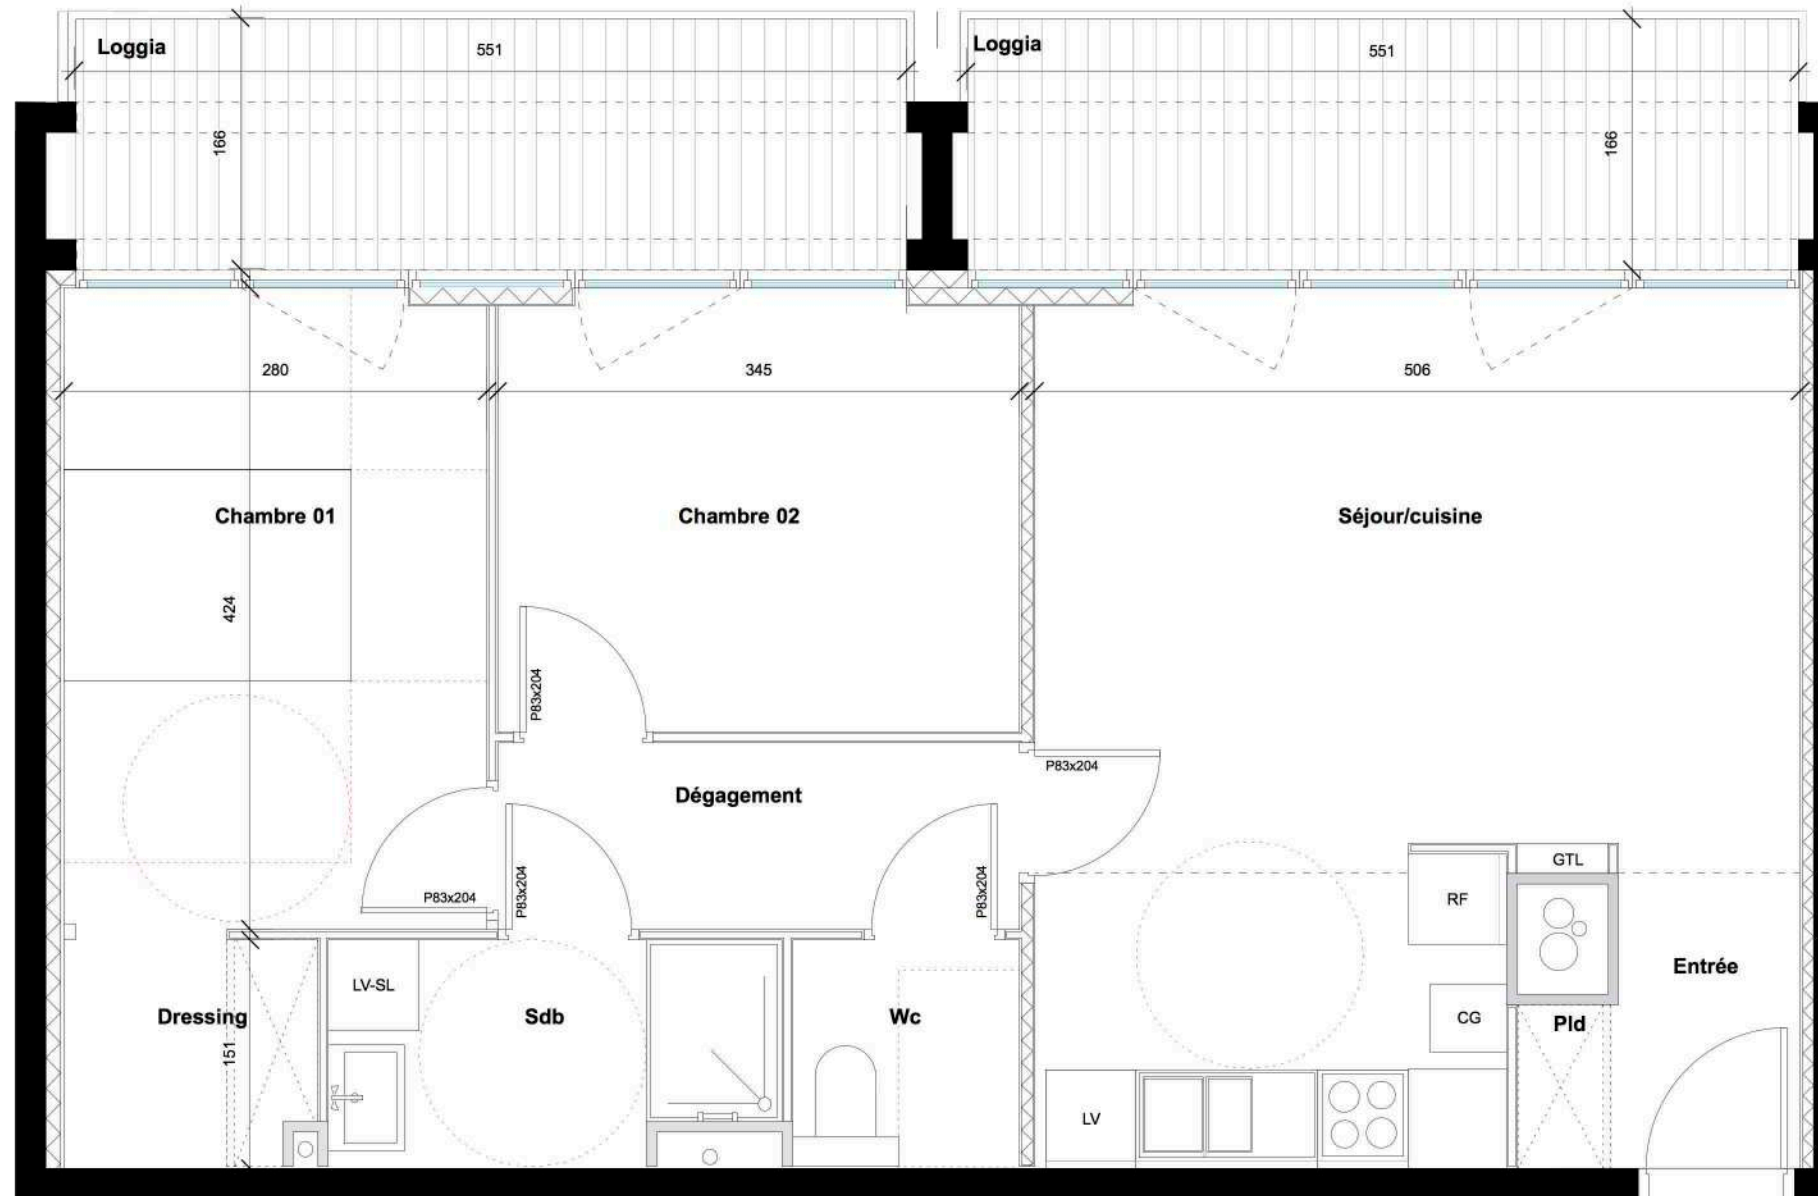 Loggia
551
Loggia
551
166
166
280
345
506
Chambre 01
Chambre 02
Séjour/cuisine
424
P83x204
P83x204
Dégagement
P83x204
P83x204
P83x204
GTL
RF
Entrée
LV-SL
Dressing
Sdb
Wc
CG
Pld
151
LV